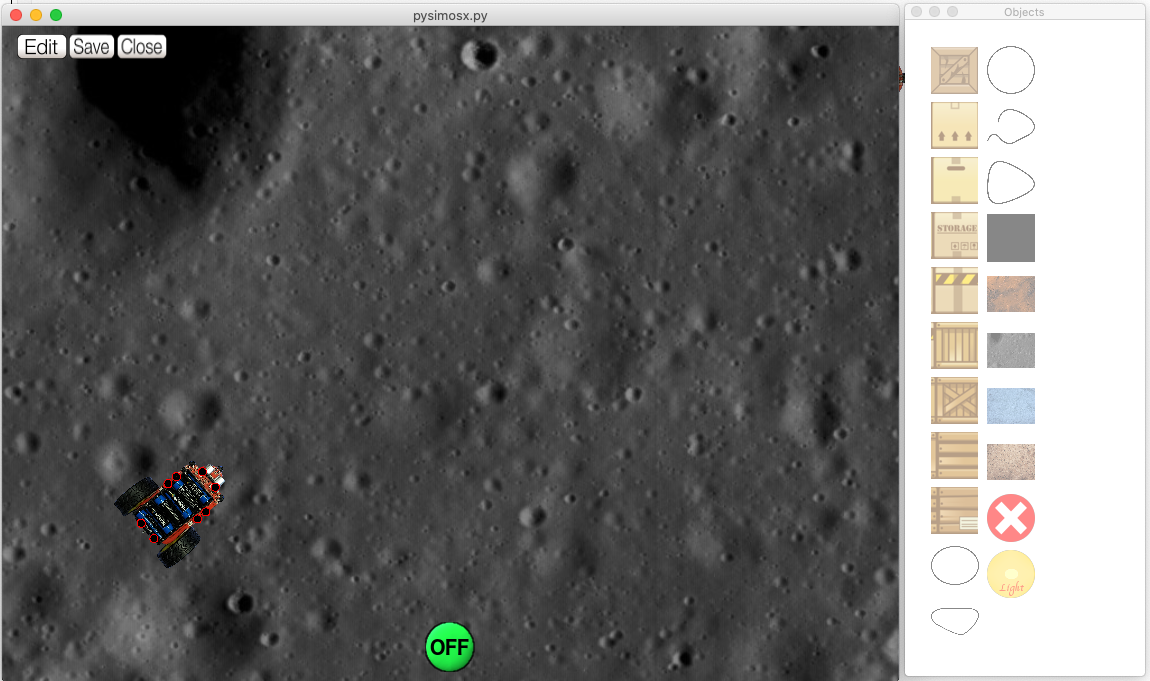 pysimosx.py
Edit Save Close
OFF
Objects
STORAGE
Light